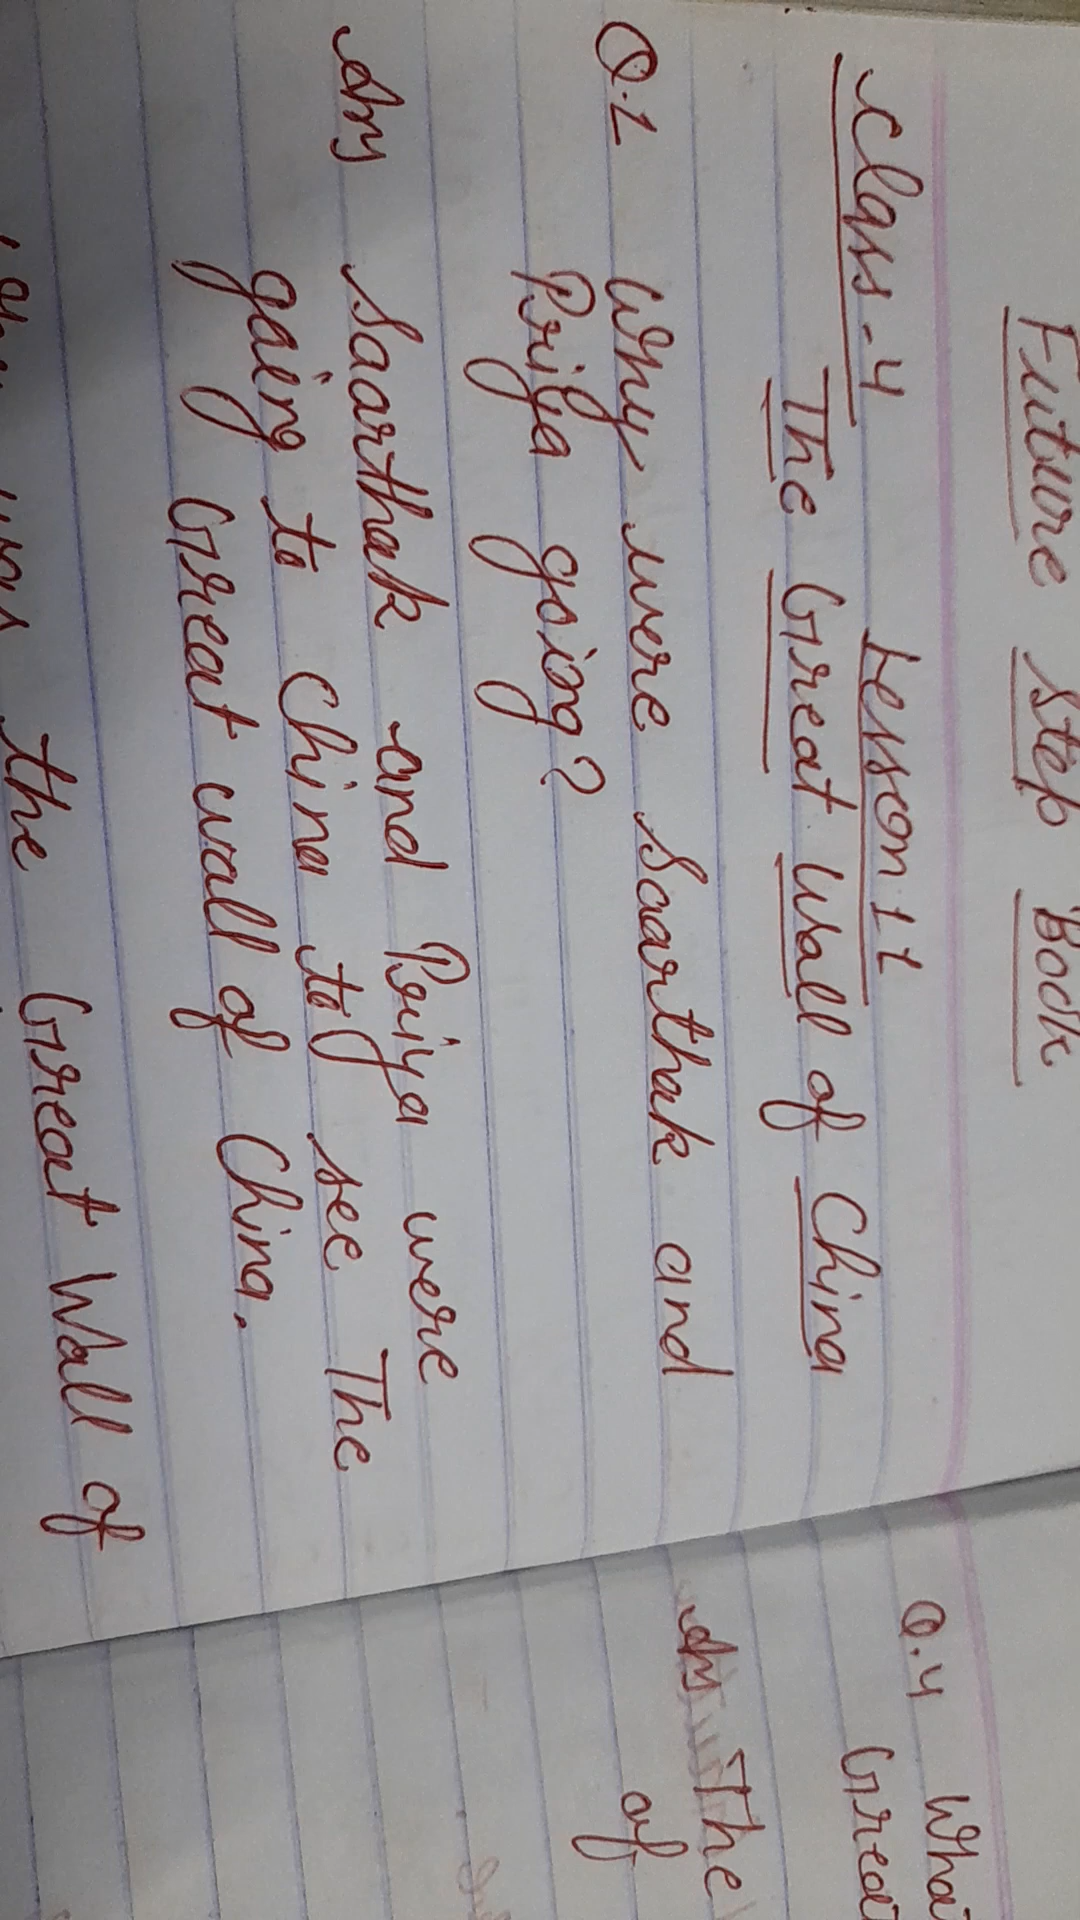 Future Step Book
Class-4 Lesson 11
The Great Wall of China
Q.1 Why were Saarthak and
Priya going?
Ans Saarthak and Priya were
going to China to see The
Great wall of China.
the Great Wall of
Q.4 What
Great
Ans The
of